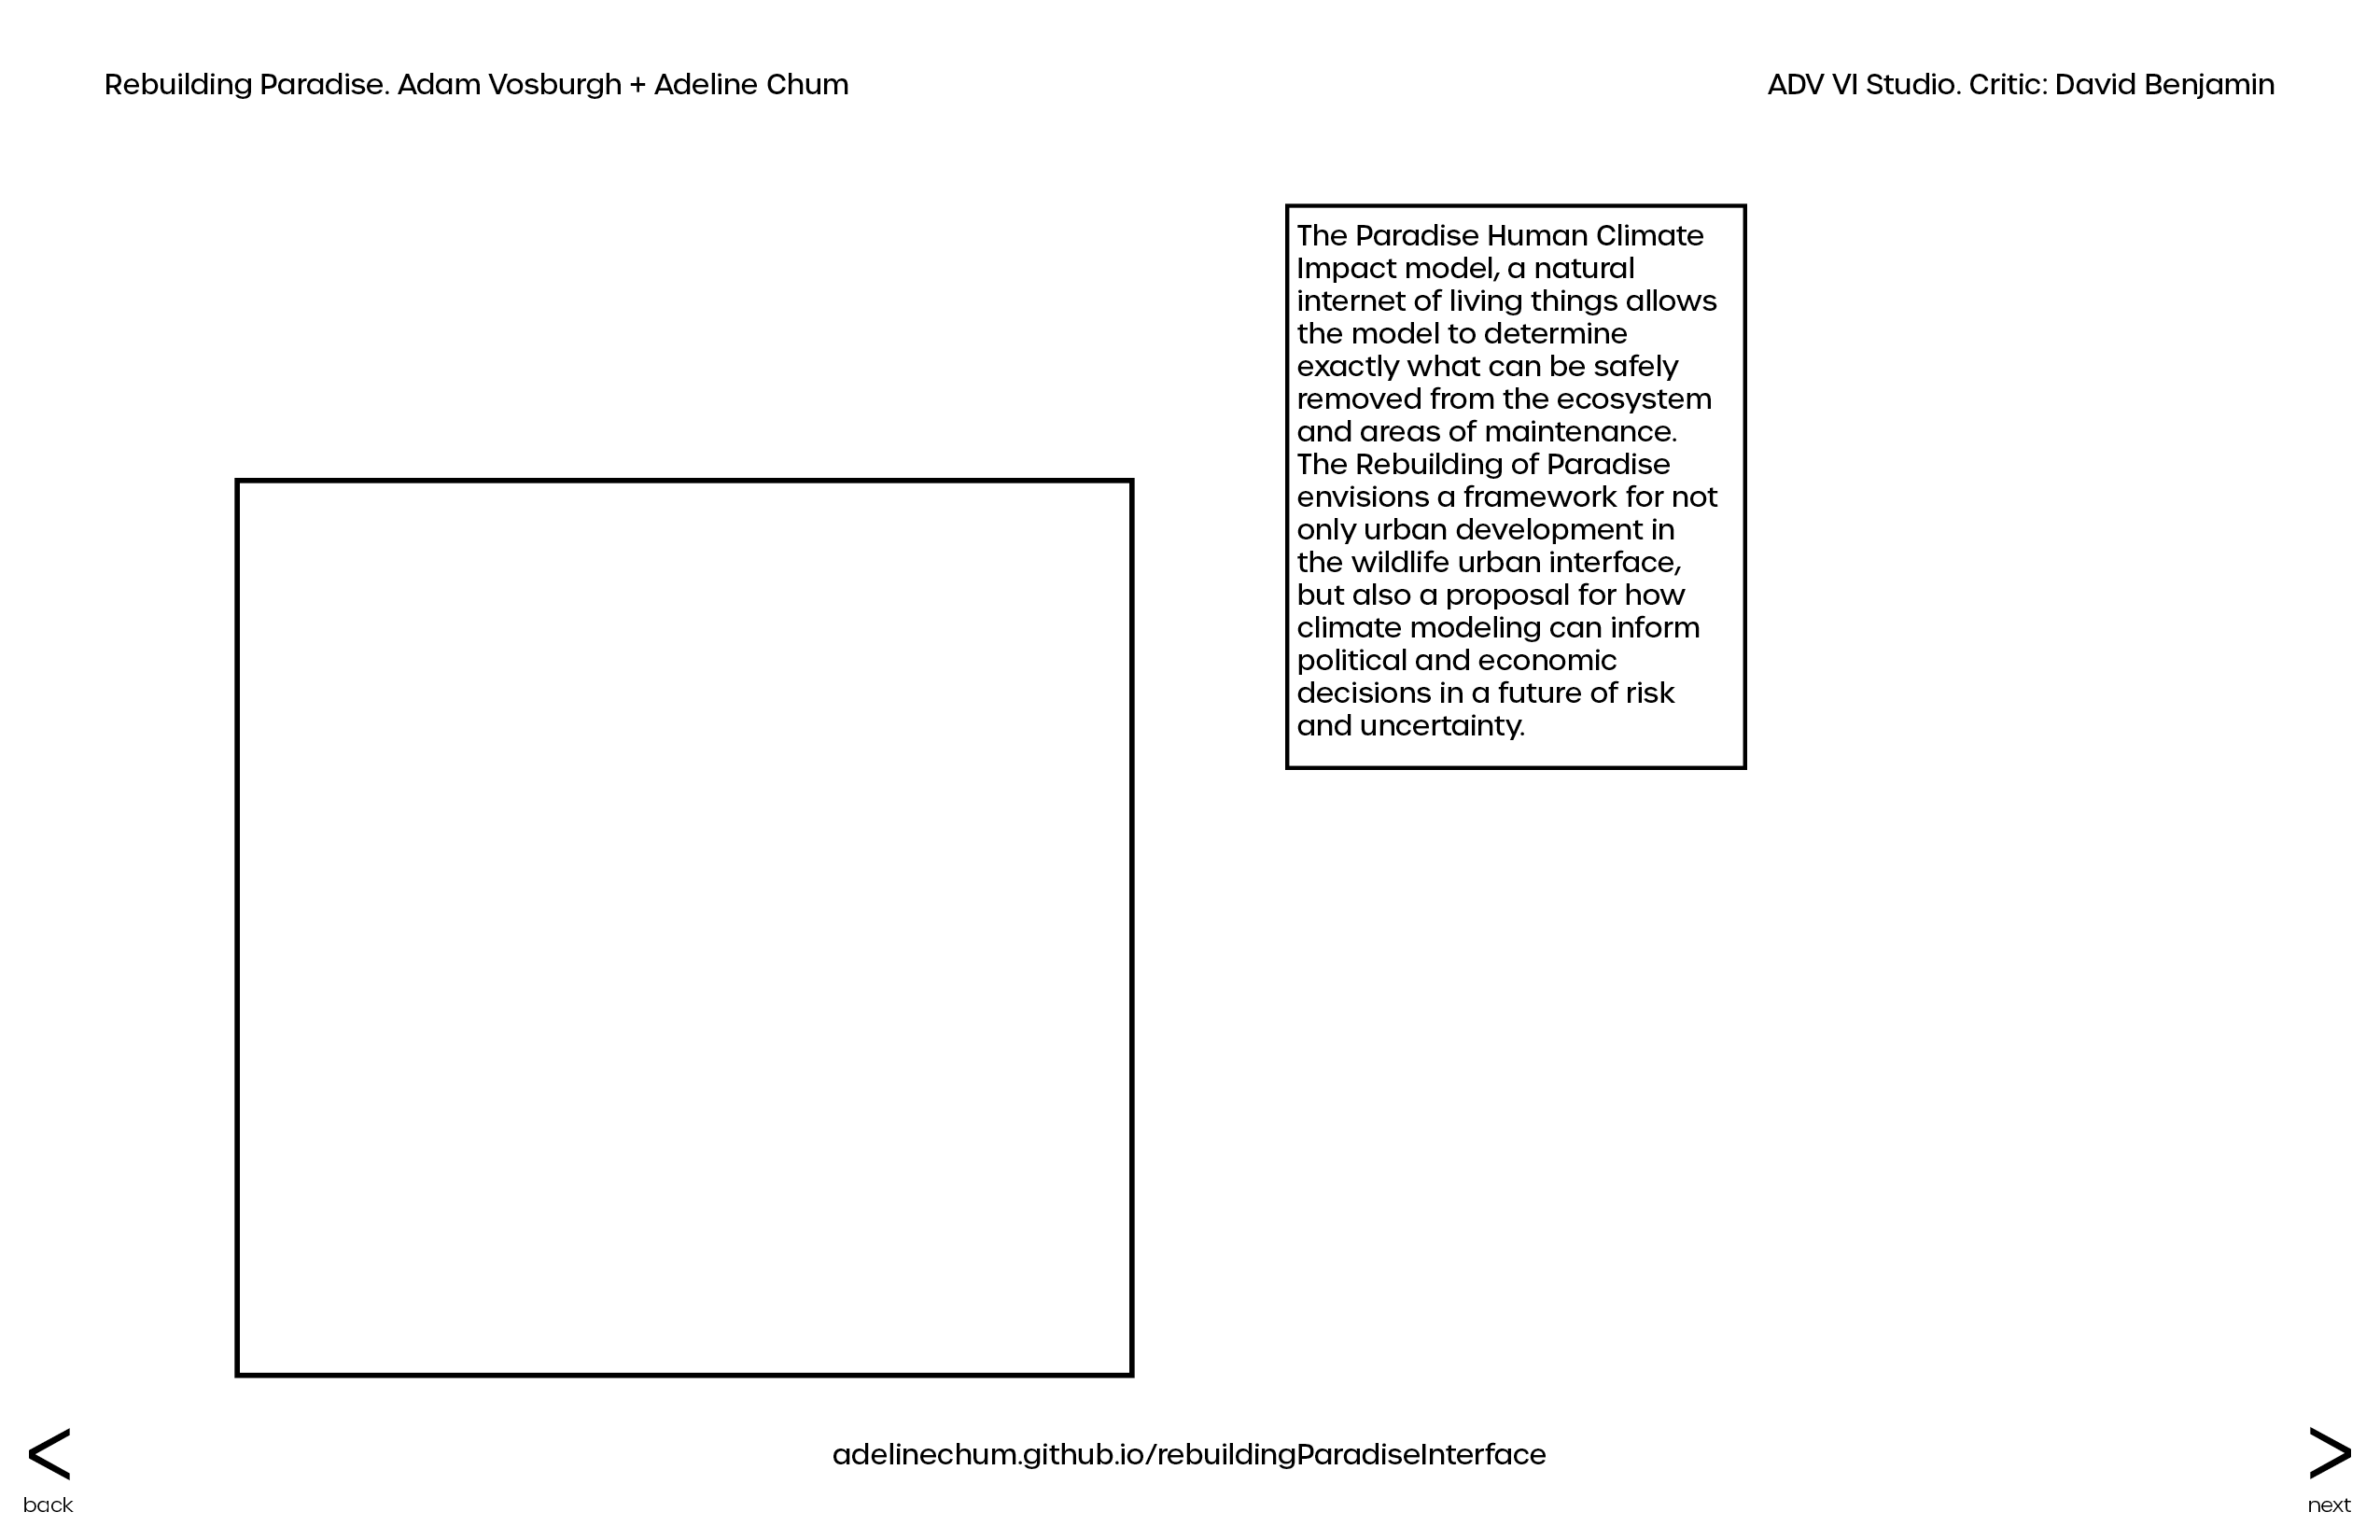 Rebuilding Paradise. Adam Vosburgh + Adeline Chum
ADV VI Studio. Critic: David Benjamin
The Paradise Human Climate
Impact model, a natural
internet of living things allows
the model to determine
exactly what can be safely
removed from the ecosystem
and areas of maintenance.
The Rebuilding of Paradise
envisions a framework for not
only urban development in
the wildlife urban interface,
but also a proposal for how
climate modeling can inform
political and economic
decisions in a future of risk
and uncertainty.
<
adelinechum.github.io/rebuildingParadiseInterface
>
back
next